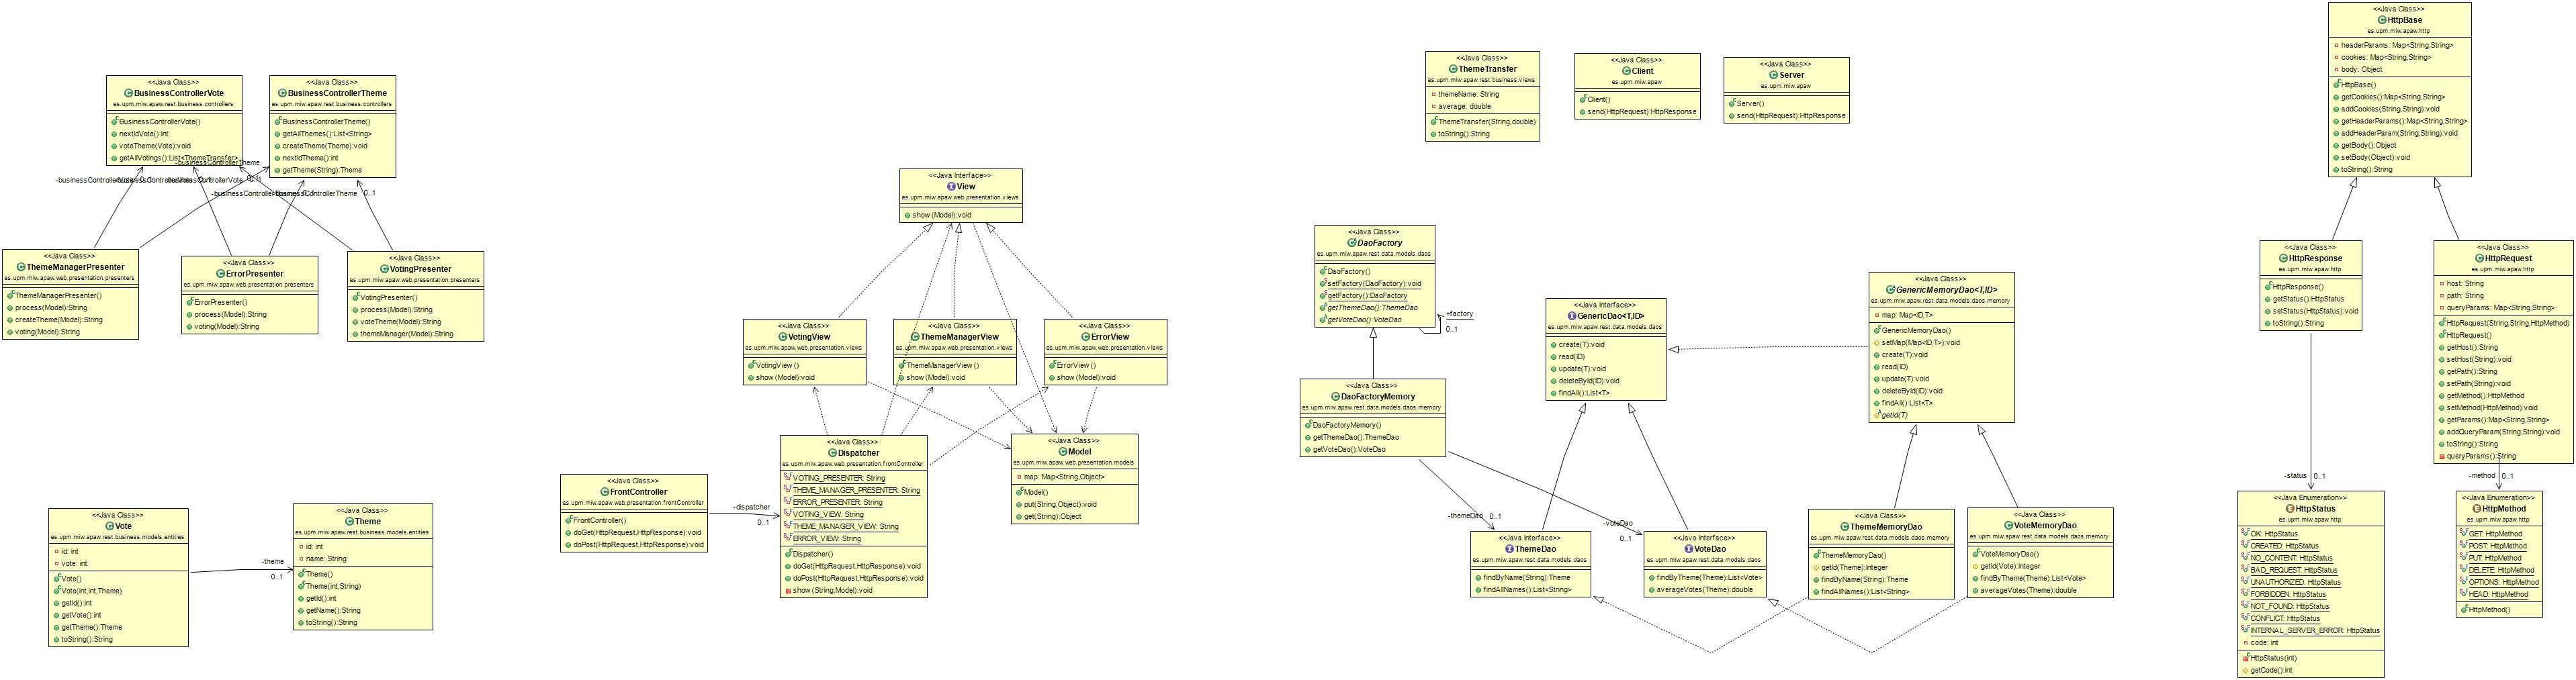 <<Java Class>>
BusinessControllerVote
es.upm.miw.apaw.rest.business.controllers
BusinessControllerVote()
nextIdVote():int
voteTheme(Vote):void
getAllVotings():List<ThemeTransfer>
<<Java Class>>
BusinessControllerTheme
es.upm.miw.apaw.rest.business.controllers
BusinessControllerTheme()
getAllThemes():List<String>
createTheme(Theme):void
nextIdTheme():int
getTheme(String):Theme
-businessControllerTheme
0..1
-businessControllerTheme
0..1
<<Java Class>>
ThemeManagerPresenter
es.upm.miw.apaw.web.presentation.presenters
ThemeManagerPresenter()
process(Model):String
createTheme(Model):String
voting(Model):String
<<Java Class>>
ErrorPresenter
es.upm.miw.apaw.web.presentation.presenters
ErrorPresenter()
process(Model):String
voting(Model):String
<<Java Class>>
VotingPresenter
es.upm.miw.apaw.web.presentation.presenters
VotingPresenter()
process(Model):String
voteTheme(Model):String
themeManager(Model):String
<<Java Class>>
Vote
es.upm.miw.apaw.rest.business.models.entities
id: int
vote: int
Vote()
Vote(int,int,Theme)
getId():int
getVote():int
getTheme():Theme
toString():String
-theme
0..1
<<Java Class>>
Theme
es.upm.miw.apaw.rest.business.models.entities
id: int
name: String
Theme()
Theme(int,String)
getId():int
getName():String
toString():String
<<Java Interface>>
View
es.upm.miw.apaw.web.presentation.views
show(Model):void
<<Java Class>>
VotingView
es.upm.miw.apaw.web.presentation.views
VotingView()
show(Model):void
<<Java Class>>
ThemeManagerView
es.upm.miw.apaw.web.presentation.views
ThemeManagerView()
show(Model):void
<<Java Class>>
ErrorView
es.upm.miw.apaw.web.presentation.views
ErrorView()
show(Model):void
<<Java Class>>
FrontController
es.upm.miw.apaw.web.presentation.frontController
FrontController()
doGet(HttpRequest,HttpResponse):void
doPost(HttpRequest,HttpResponse):void
-dispatcher
0..1
<<Java Class>>
Dispatcher
es.upm.miw.apaw.web.presentation.frontController
VOTING_PRESENTER: String
THEME_MANAGER_PRESENTER: String
ERROR_PRESENTER: String
VOTING_VIEW: String
THEME_MANAGER_VIEW: String
ERROR_VIEW: String
Dispatcher()
doGet(HttpRequest,HttpResponse):void
doPost(HttpRequest,HttpResponse):void
show(String,Model):void
<<Java Class>>
Model
es.upm.miw.apaw.web.presentation.models
map: Map<String,Object>
Model()
put(String,Object):void
get(String):Object
<<Java Class>>
ThemeTransfer
es.upm.miw.apaw.rest.business.views
themeName: String
average: double
ThemeTransfer(String,double)
toString():String
<<Java Class>>
Client
es.upm.miw.apaw
Client()
send(HttpRequest):HttpResponse
<<Java Class>>
Server
es.upm.miw.apaw
Server()
send(HttpRequest):HttpResponse
<<Java Class>>
DaoFactory
es.upm.miw.apaw.rest.data.models.daos
DaoFactory()
setFactory(DaoFactory):void
getFactory():DaoFactory
getThemeDao():ThemeDao
getVoteDao():VoteDao
+factory
0..1
<<Java Class>>
DaoFactoryMemory
es.upm.miw.apaw.rest.data.models.daos.memory
DaoFactoryMemory()
getThemeDao():ThemeDao
getVoteDao():VoteDao
<<Java Interface>>
GenericDao<T,ID>
es.upm.miw.apaw.rest.data.models.daos
create(T):void
read(ID)
update(T):void
deleteById(ID):void
findAll():List<T>
<<Java Class>>
GenericMemoryDao<T,ID>
es.upm.miw.apaw.rest.data.models.daos.memory
map: Map<ID,T>
GenericMemoryDao()
setMap(Map<ID,T>):void
create(T):void
read(ID)
update(T):void
deleteById(ID):void
findAll():List<T>
getId(T)
-themeDao
0..1
-voteDao
0..1
<<Java Interface>>
ThemeDao
es.upm.miw.apaw.rest.data.models.daos
findByName(String):Theme
findAllNames():List<String>
<<Java Interface>>
VoteDao
es.upm.miw.apaw.rest.data.models.daos
findByTheme(Theme):List<Vote>
averageVotes(Theme):double
<<Java Class>>
ThemeMemoryDao
es.upm.miw.apaw.rest.data.models.daos.memory
ThemeMemoryDao()
getId(Theme):Integer
findByName(String):Theme
findAllNames():List<String>
<<Java Class>>
VoteMemoryDao
es.upm.miw.apaw.rest.data.models.daos.memory
VoteMemoryDao()
getId(Vote):Integer
findByTheme(Theme):List<Vote>
averageVotes(Theme):double
<<Java Class>>
HttpBase
es.upm.miw.apaw.http
headerParams: Map<String,String>
cookies: Map<String,String>
body: Object
HttpBase()
getCookies():Map<String,String>
addCookies(String,String):void
getHeaderParams():Map<String,String>
addHeaderParam(String,String):void
getBody():Object
setBody(Object):void
toString():String
<<Java Class>>
HttpResponse
es.upm.miw.apaw.http
HttpResponse()
getStatus():HttpStatus
setStatus(HttpStatus):void
toString():String
<<Java Class>>
HttpRequest
es.upm.miw.apaw.http
host: String
path: String
queryParams: Map<String,String>
HttpRequest(String,String,HttpMethod)
HttpRequest()
getHost():String
setHost(String):void
getPath():String
setPath(String):void
getMethod():HttpMethod
setMethod(HttpMethod):void
getParams():Map<String,String>
addQueryParam(String,String):void
toString():String
queryParams():String
-status
0..1
-method
0..1
<<Java Enumeration>>
HttpStatus
es.upm.miw.apaw.http
OK: HttpStatus
CREATED: HttpStatus
NO_CONTENT: HttpStatus
BAD_REQUEST: HttpStatus
UNAUTHORIZED: HttpStatus
FORBIDDEN: HttpStatus
NOT_FOUND: HttpStatus
CONFLICT: HttpStatus
INTERNAL_SERVER_ERROR: HttpStatus
code: int
HttpStatus(int)
getCode():int
<<Java Enumeration>>
HttpMethod
es.upm.miw.apaw.http
GET: HttpMethod
POST: HttpMethod
PUT: HttpMethod
DELETE: HttpMethod
OPTIONS: HttpMethod
HEAD: HttpMethod
HttpMethod()